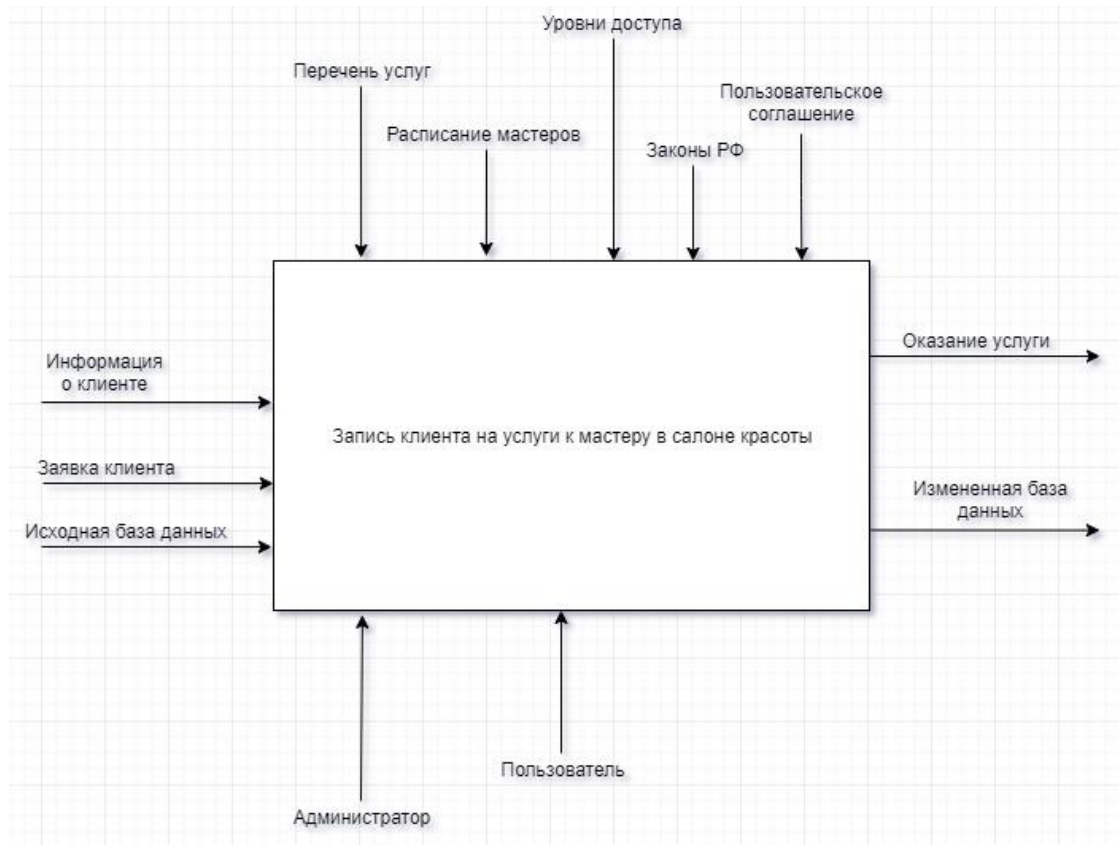 Уровни доступа
Перечень услуг
Пользовательское
соглашение
Расписание мастеров
Законы РФ
Оказание услуги
Информация
о клиенте
Запись клиента на услуги к мастеру в салоне красоты
Заявка клиента
Измененная база
данных
Исходная база данных
Пользователь
Администратор